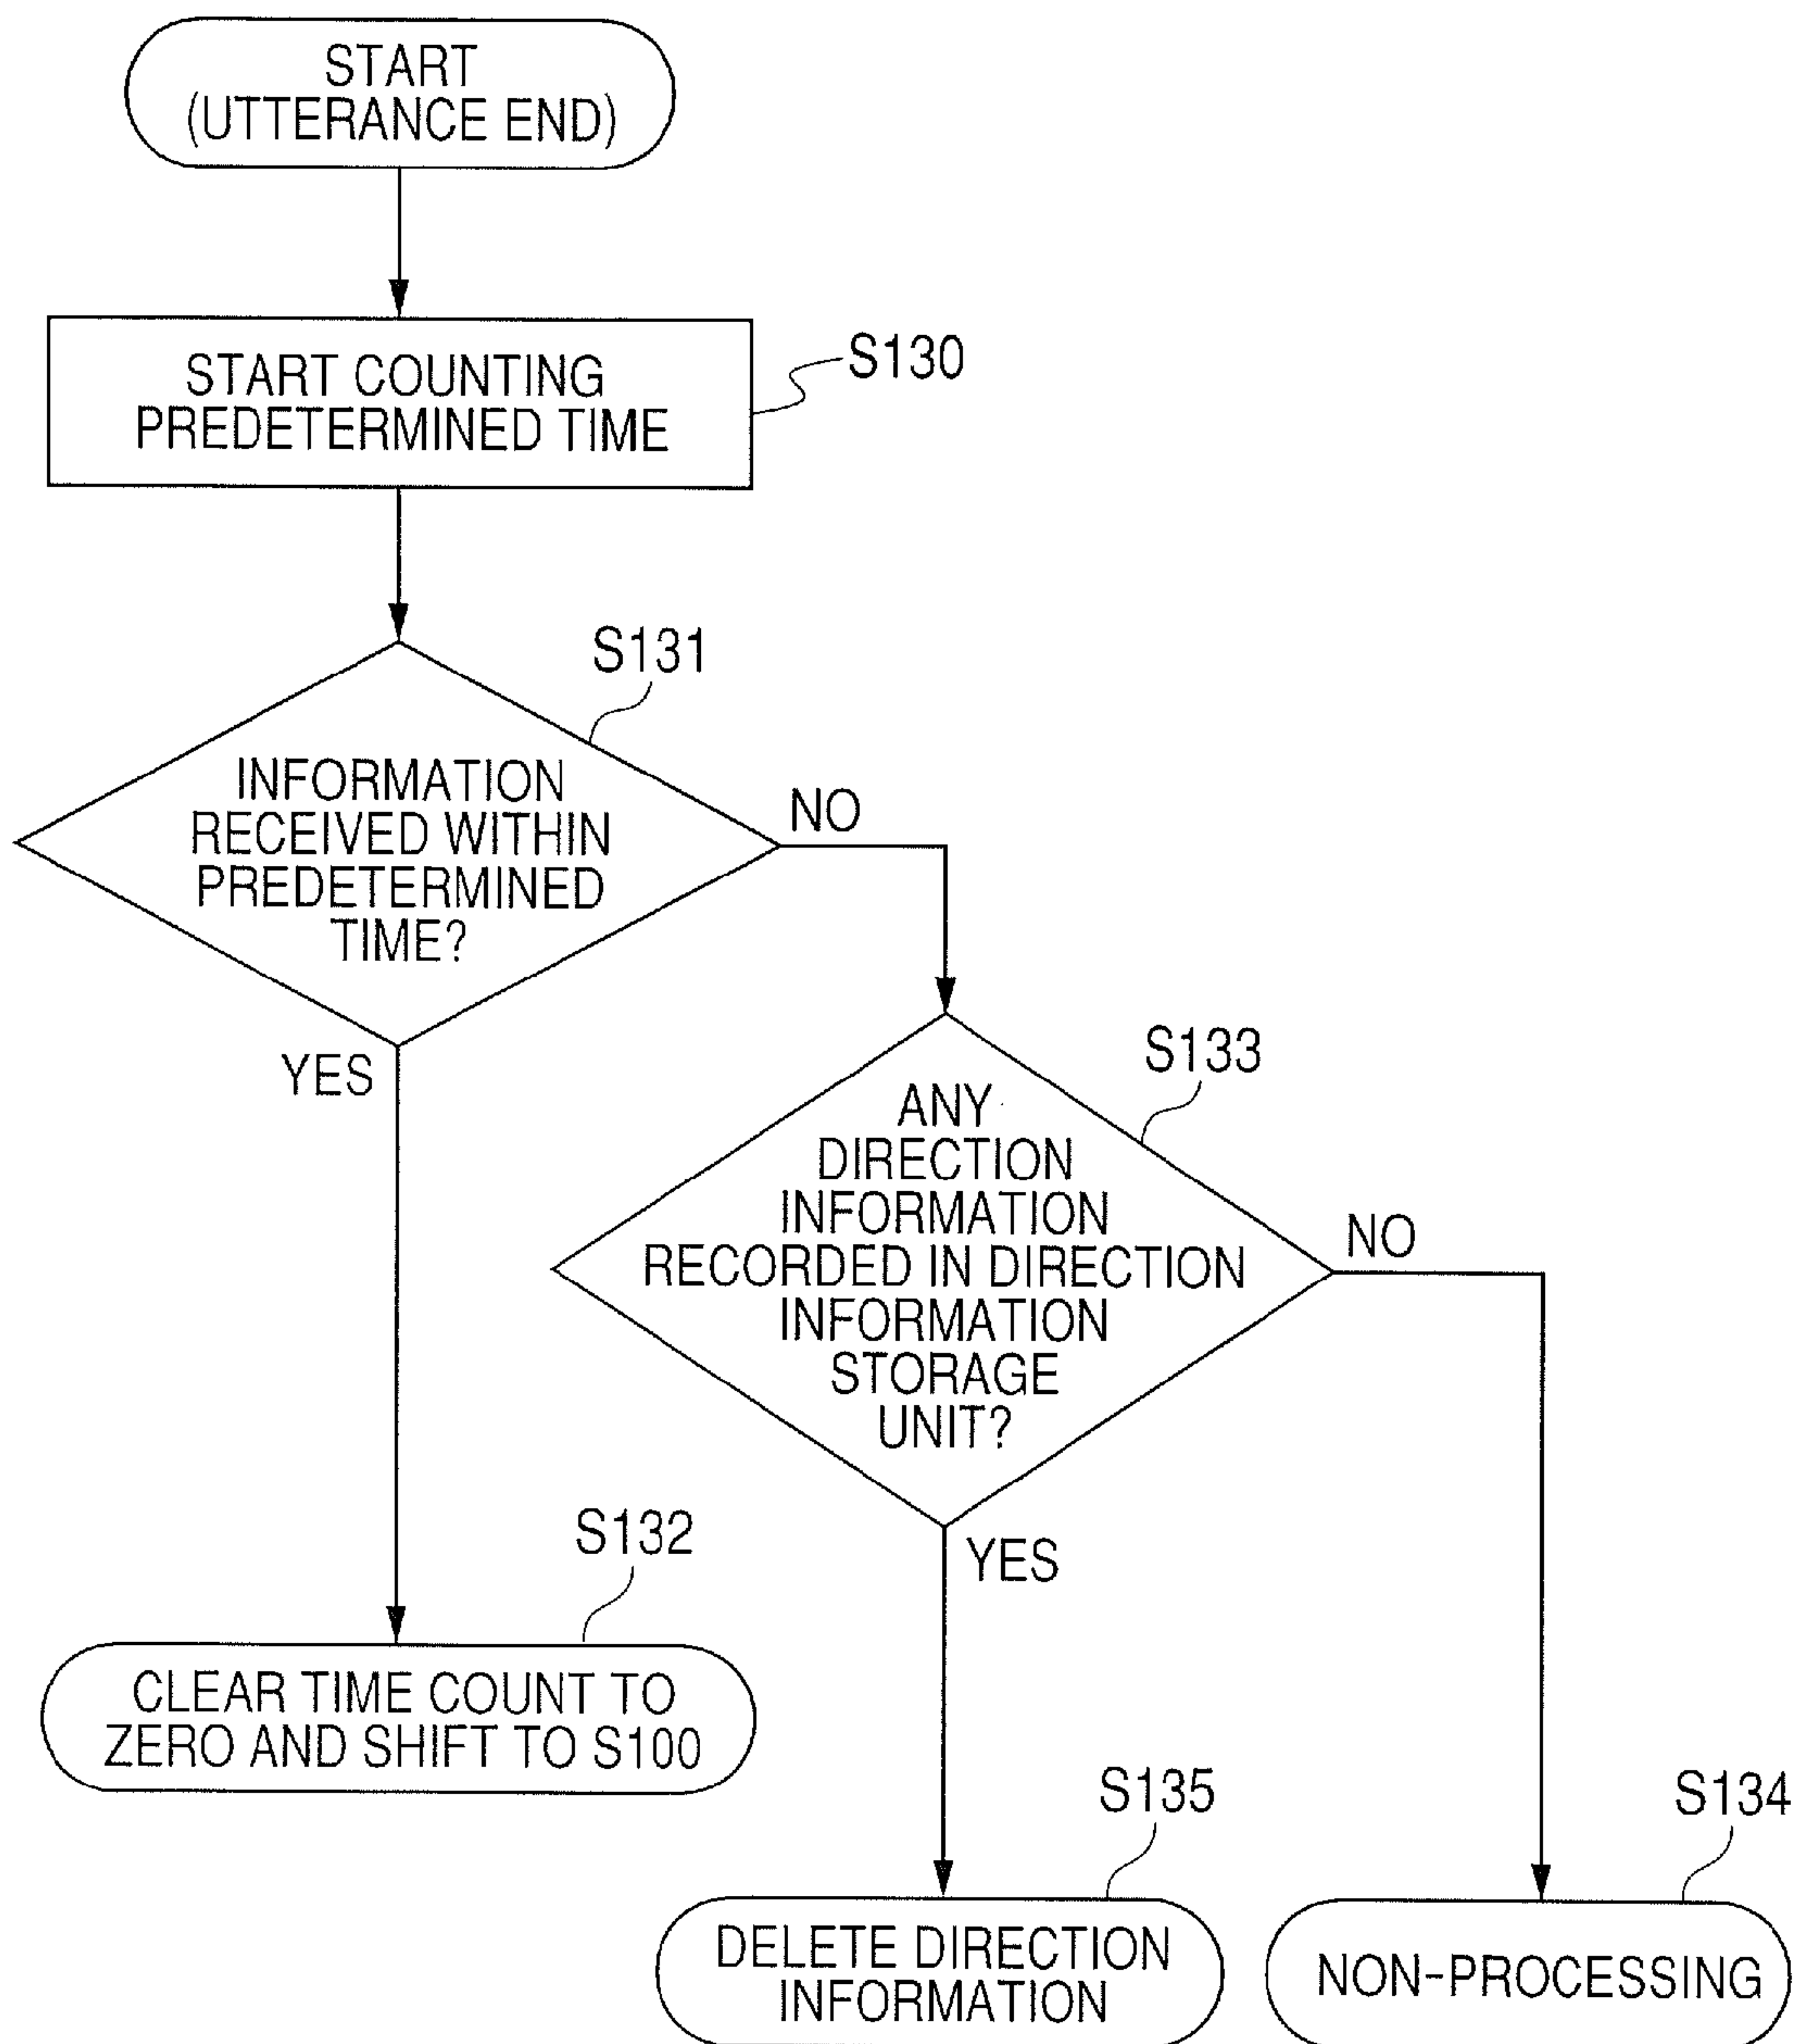 START
(UTTERANCE END)
START COUNTING
PREDETERMINED TIME
S130
S131
INFORMATION
RECEIVED WITHIN
PREDETERMINED
TIME?
NO
YES
S133
ANY
DIRECTION
INFORMATION
RECORDED IN DIRECTION
INFORMATION
STORAGE
UNIT?
NO
YES
S132
CLEAR TIME COUNT TO
ZERO AND SHIFT TO S100
S135
DELETE DIRECTION
INFORMATION
S134
NON-PROCESSING